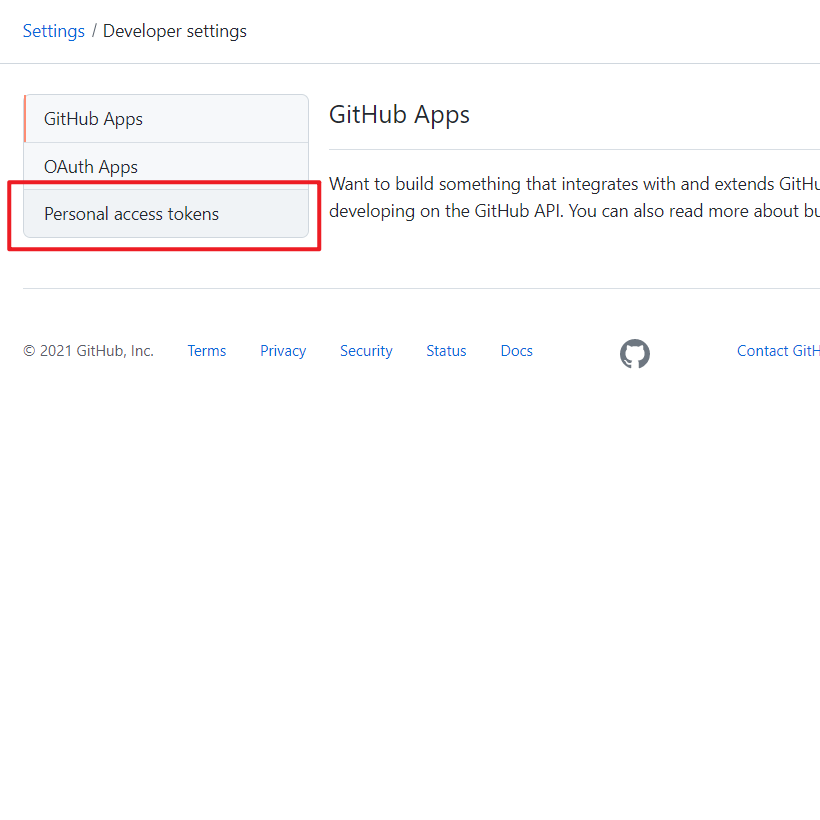 Settings / Developer settings
GitHub Apps
OAuth Apps
Personal access tokens
GitHub Apps
Want to build something that integrates with and extends GitHu
developing on the GitHub API. You can also read more about bu
© 2021 GitHub, Inc. Terms Privacy Security Status Docs Contact GitH